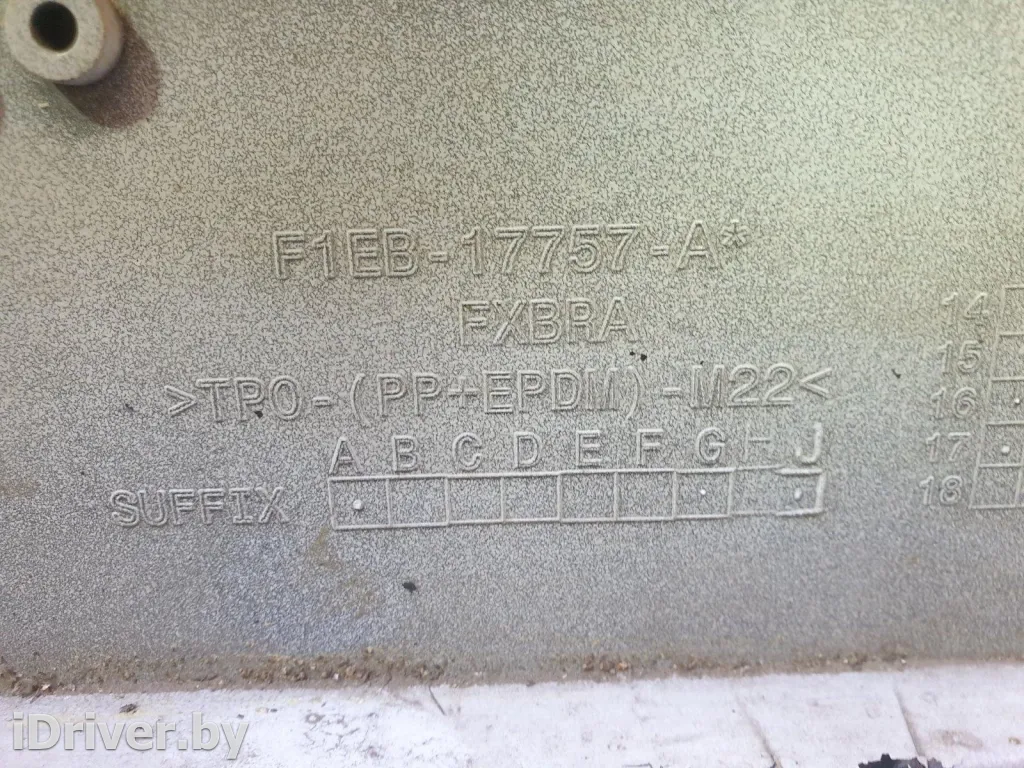 F1EB-17757-A*
FXBRA
>TPO-(PP+EPDM)-M22<
A B C D E F G H J
SUFFIX
14
15
16
17
18
iDriver.by